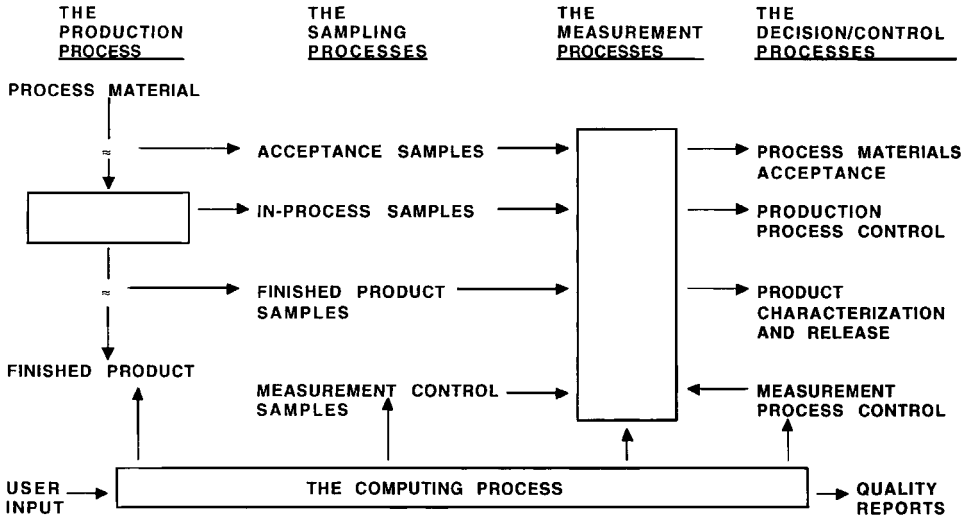 THE
PRODUCTION
PROCESS
THE
SAMPLING
PROCESSES
THE
MEASUREMENT
PROCESSES
THE
DECISION/CONTROL
PROCESSES
PROCESS MATERIAL
≈
ACCEPTANCE SAMPLES
PROCESS MATERIALS
ACCEPTANCE
IN-PROCESS SAMPLES
PRODUCTION
PROCESS CONTROL
≈
FINISHED PRODUCT
SAMPLES
PRODUCT
CHARACTERIZATION
AND RELEASE
FINISHED PRODUCT
MEASUREMENT CONTROL
SAMPLES
MEASUREMENT
PROCESS CONTROL
USER
INPUT
THE COMPUTING PROCESS
QUALITY
REPORTS